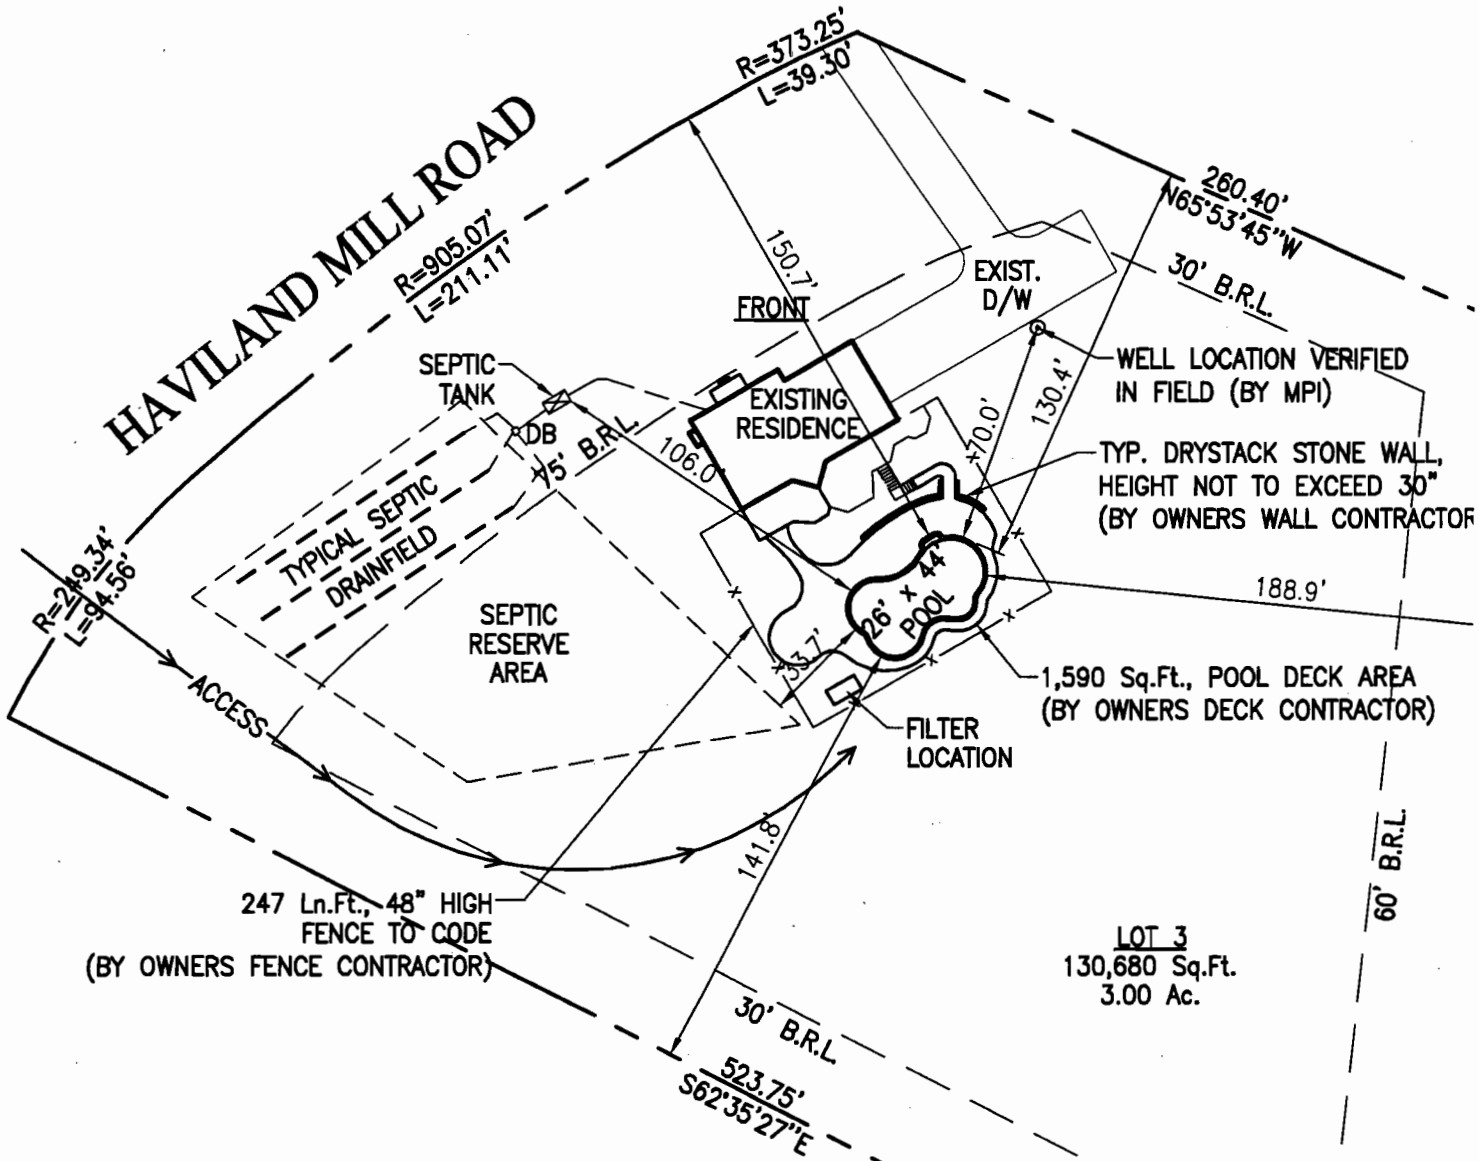 R=373.25'
L=39.30'
HAVILAND MILL ROAD
R=905.07'
L=211.11'
260.40'
N65°53'45"W
150.7'
EXIST.
D/W
30' B.R.L.
FRONT
SEPTIC
TANK
WELL LOCATION VERIFIED
IN FIELD (BY MPI)
130.4'
EXISTING
RESIDENCE
70.0'
DB
75' B.R.L.
106.0'
TYP. DRYSTACK STONE WALL,
HEIGHT NOT TO EXCEED 30"
(BY OWNERS WALL CONTRACTOR
TYPICAL SEPTIC
DRAINFIELD
R=249.34'
L=94.56'
188.9'
26' x 44'
POOL
SEPTIC
RESERVE
AREA
33.7'
1,590 Sq.Ft., POOL DECK AREA
(BY OWNERS DECK CONTRACTOR)
ACCESS
FILTER
LOCATION
141.8'
60' B.R.L.
247 Ln.Ft., 48" HIGH
FENCE TO CODE
(BY OWNERS FENCE CONTRACTOR)
LOT 3
130,680 Sq.Ft.
3.00 Ac.
30' B.R.L.
523.75'
S62°35'27"E